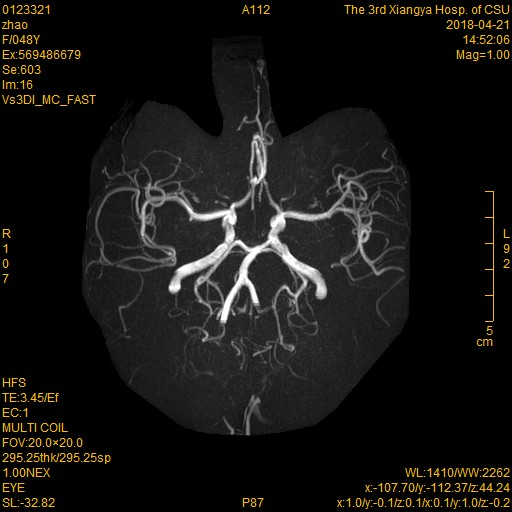 0123321
zhao
F/048Y
Ex:569486679
Se:603
Im:16
Vs3DI_MC_FAST
A112
The 3rd Xiangya Hosp. of CSU
2018-04-21
14:52:06
Mag=1.00
R
1
0
7
L
9
2
5
cm
HFS
TE:3.45/Ef
EC:1
MULTI COIL
FOV:20.0×20.0
295.25thk/295.25sp
1.00NEX
EYE
SL:-32.82
P87
WL:1410/WW:2262
x:-107.70/y:-112.37/z:44.24
x:1.0/y:-0.1/z:0.1x:0.1/y:1.0/z:-0.2